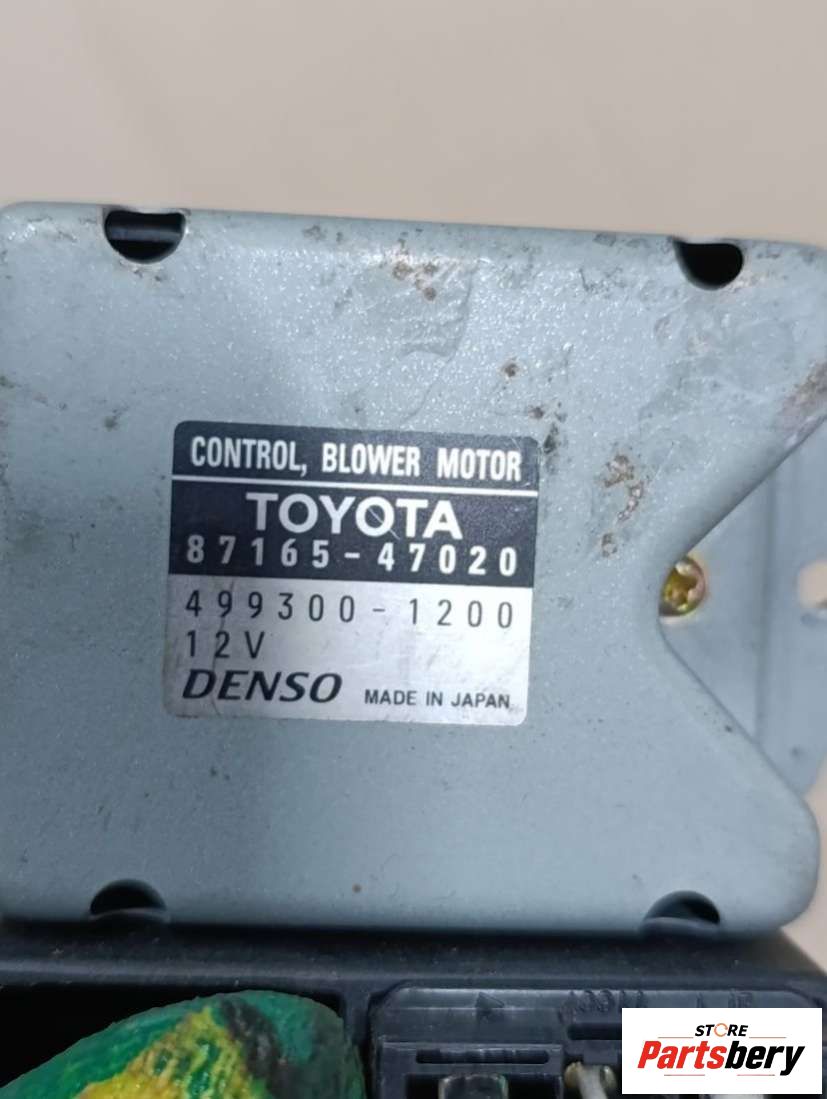 CONTROL, BLOWER MOTOR
TOYOTA
87165-47020
499300-1200
12V
DENSO MADE IN JAPAN
STORE
Partsbery